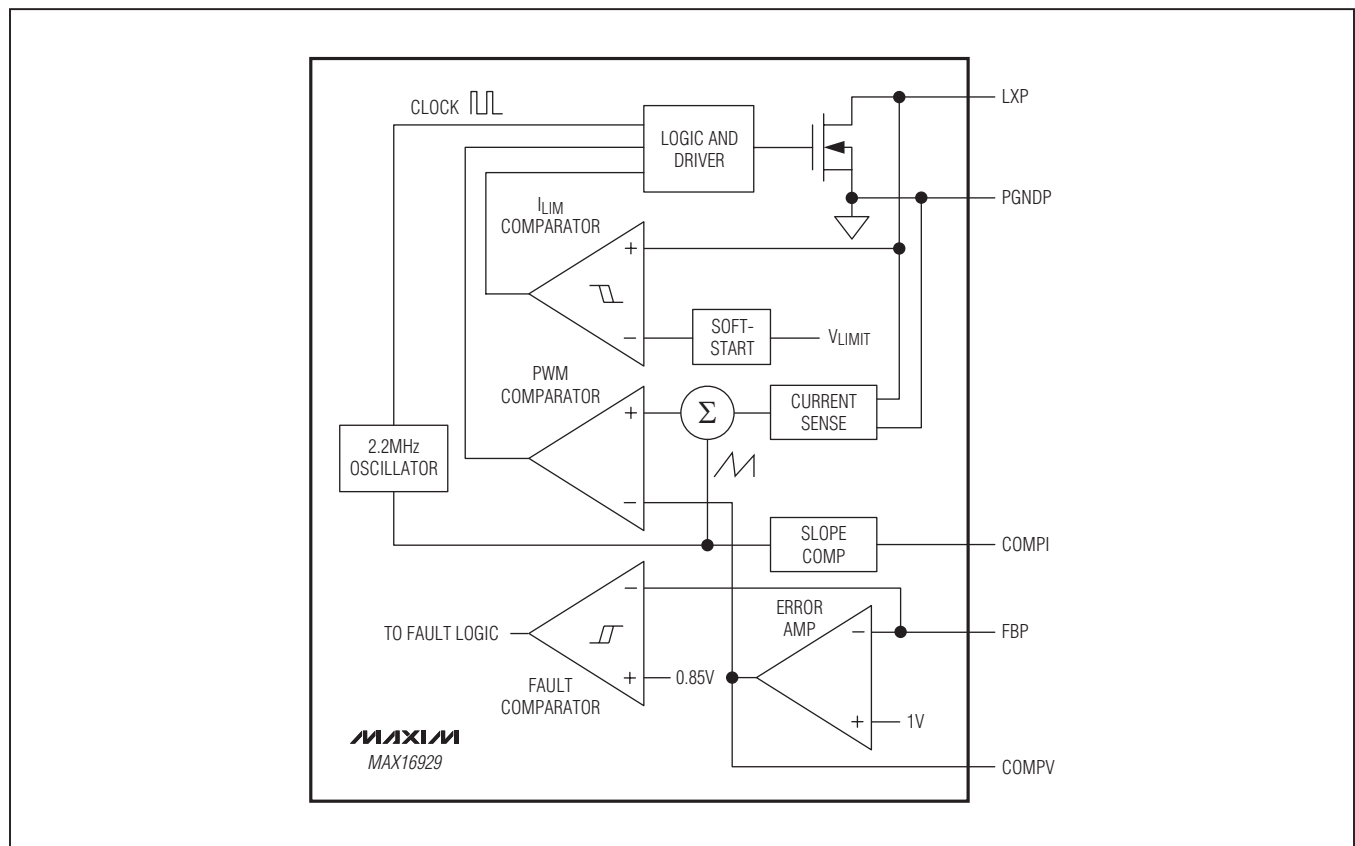 CLOCK
LOGIC AND
DRIVER
LXP
PGNDP
ILIM
COMPARATOR
+
−
SOFT-
START
VLIMIT
PWM
COMPARATOR
+
−
Σ
CURRENT
SENSE
2.2MHz
OSCILLATOR
SLOPE
COMP
COMPI
−
+
0.85V
TO FAULT LOGIC
FAULT
COMPARATOR
ERROR
AMP
−
+
1V
FBP
COMPV
MAXIM
MAX16929